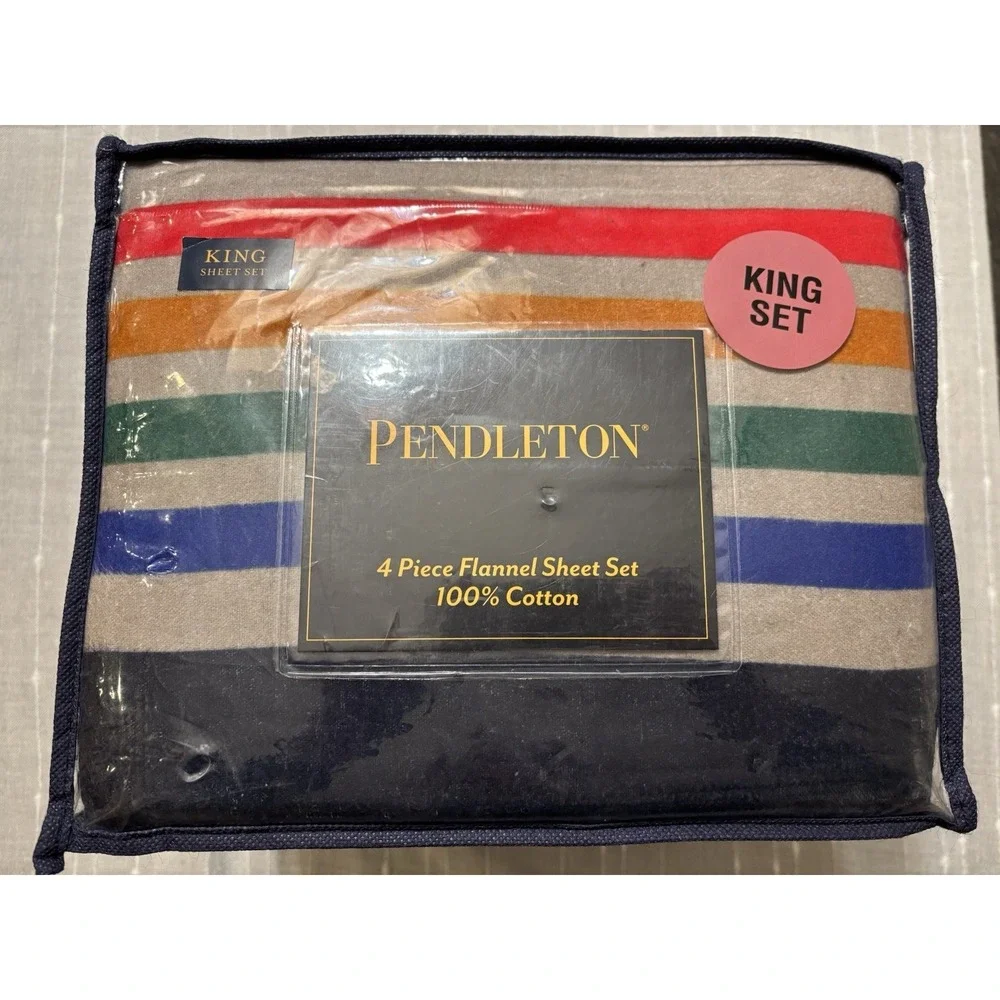 KING
SHEET SET
KING
SET
PENDLETON®
4 Piece Flannel Sheet Set
100% Cotton